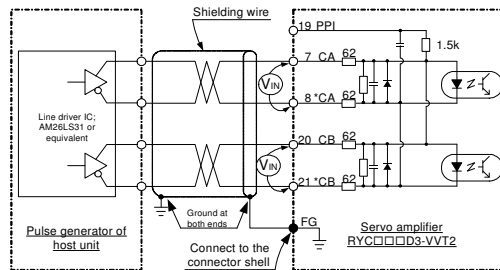 Shielding wire
19 PPI
1.5k
7 CA 62
VIN
8 *CA 62
Line driver IC;
AM26LS31 or
equivalent
20 CB 62
VIN
21 *CB 62
Ground at
both ends
FG
Pulse generator of
host unit
Connect to the
connector shell
Servo amplifier
RYC□□□D3-VVT2